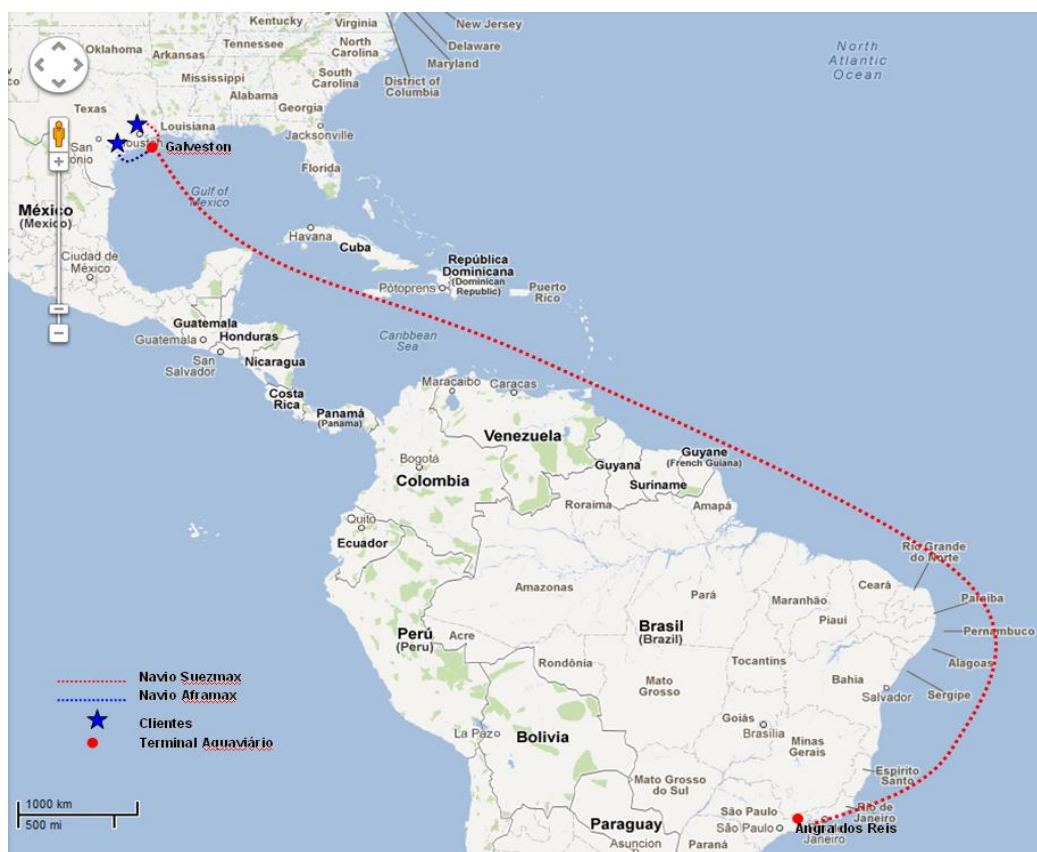 Kentucky
Virginia
New Jersey
Oklahoma
Arkansas
Tennessee
North
Carolina
Delaware
Maryland
North
Atlantic
Ocean
Mississippi
South
Carolina
District of
Columbia
Alabama
Georgia
Texas
Louisiana
Jacksonville
San
Galveston
Florida
Gulf of
Mexico
México
(Mexico)
Havana
Cuba
Ciudad de
México
República
Dominicana
(Dominican
Republic)
Pòtoprens
Puerto
Rico
Guatemala
Honduras
Guatemala
Caribbean
Sea
San
Salvador
Nicaragua
Costa
Rica
Maracaibo
Caracas
Panamá
(Panama)
Venezuela
Bogotá
Colombia
Guyana
Guyane
(French Guiana)
Suriname
Roraima
Amapá
Quito
Ecuador
Rio Grande
do Norte
Amazonas
Pará
Maranhão
Ceará
Paraíba
Piauí
Perú
(Peru)
Acre
Brasil
(Brazil)
Pernambuco
Rondônia
Tocantins
Alagoas
Mato
Grosso
Bahia
Salvador
Sergipe
Navio Suezmax
Navio Aframax
Clientes
Terminal Aquaviário
La Paz
Bolivia
Goiás
Brasília
Minas
Gerais
Mato Grosso
do Sul
Espírito
Santo
1000 km
500 mi
São Paulo
Rio de
Janeiro
Paraguay
São Paulo
Angra dos Reis
Janeiro
Asuncion
Paraná